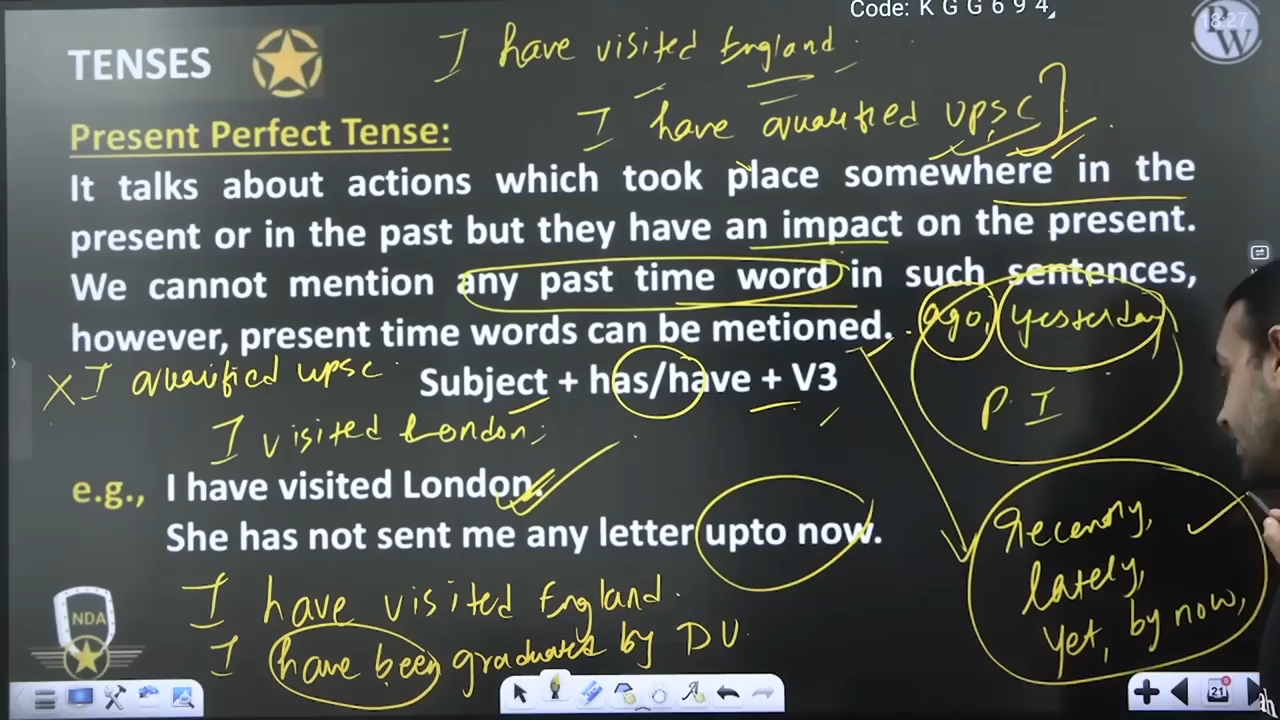 Code: K G G 6 9 4
18:27
PW
TENSES
I have visited England.
I have qualified UPSC
Present Perfect Tense:
It talks about actions which took place somewhere in the
present or in the past but they have an impact on the present.
We cannot mention any past time word in such sentences,
however, present time words can be metioned.
ago, yesterday
P. I
X I qualified upsc.
Subject + has/have + V3
I visited London,
e.g., I have visited London.
She has not sent me any letter upto now.
Recently,
lately,
yet, by now,
I have visited England.
I have been graduated by DU.
NDA
21